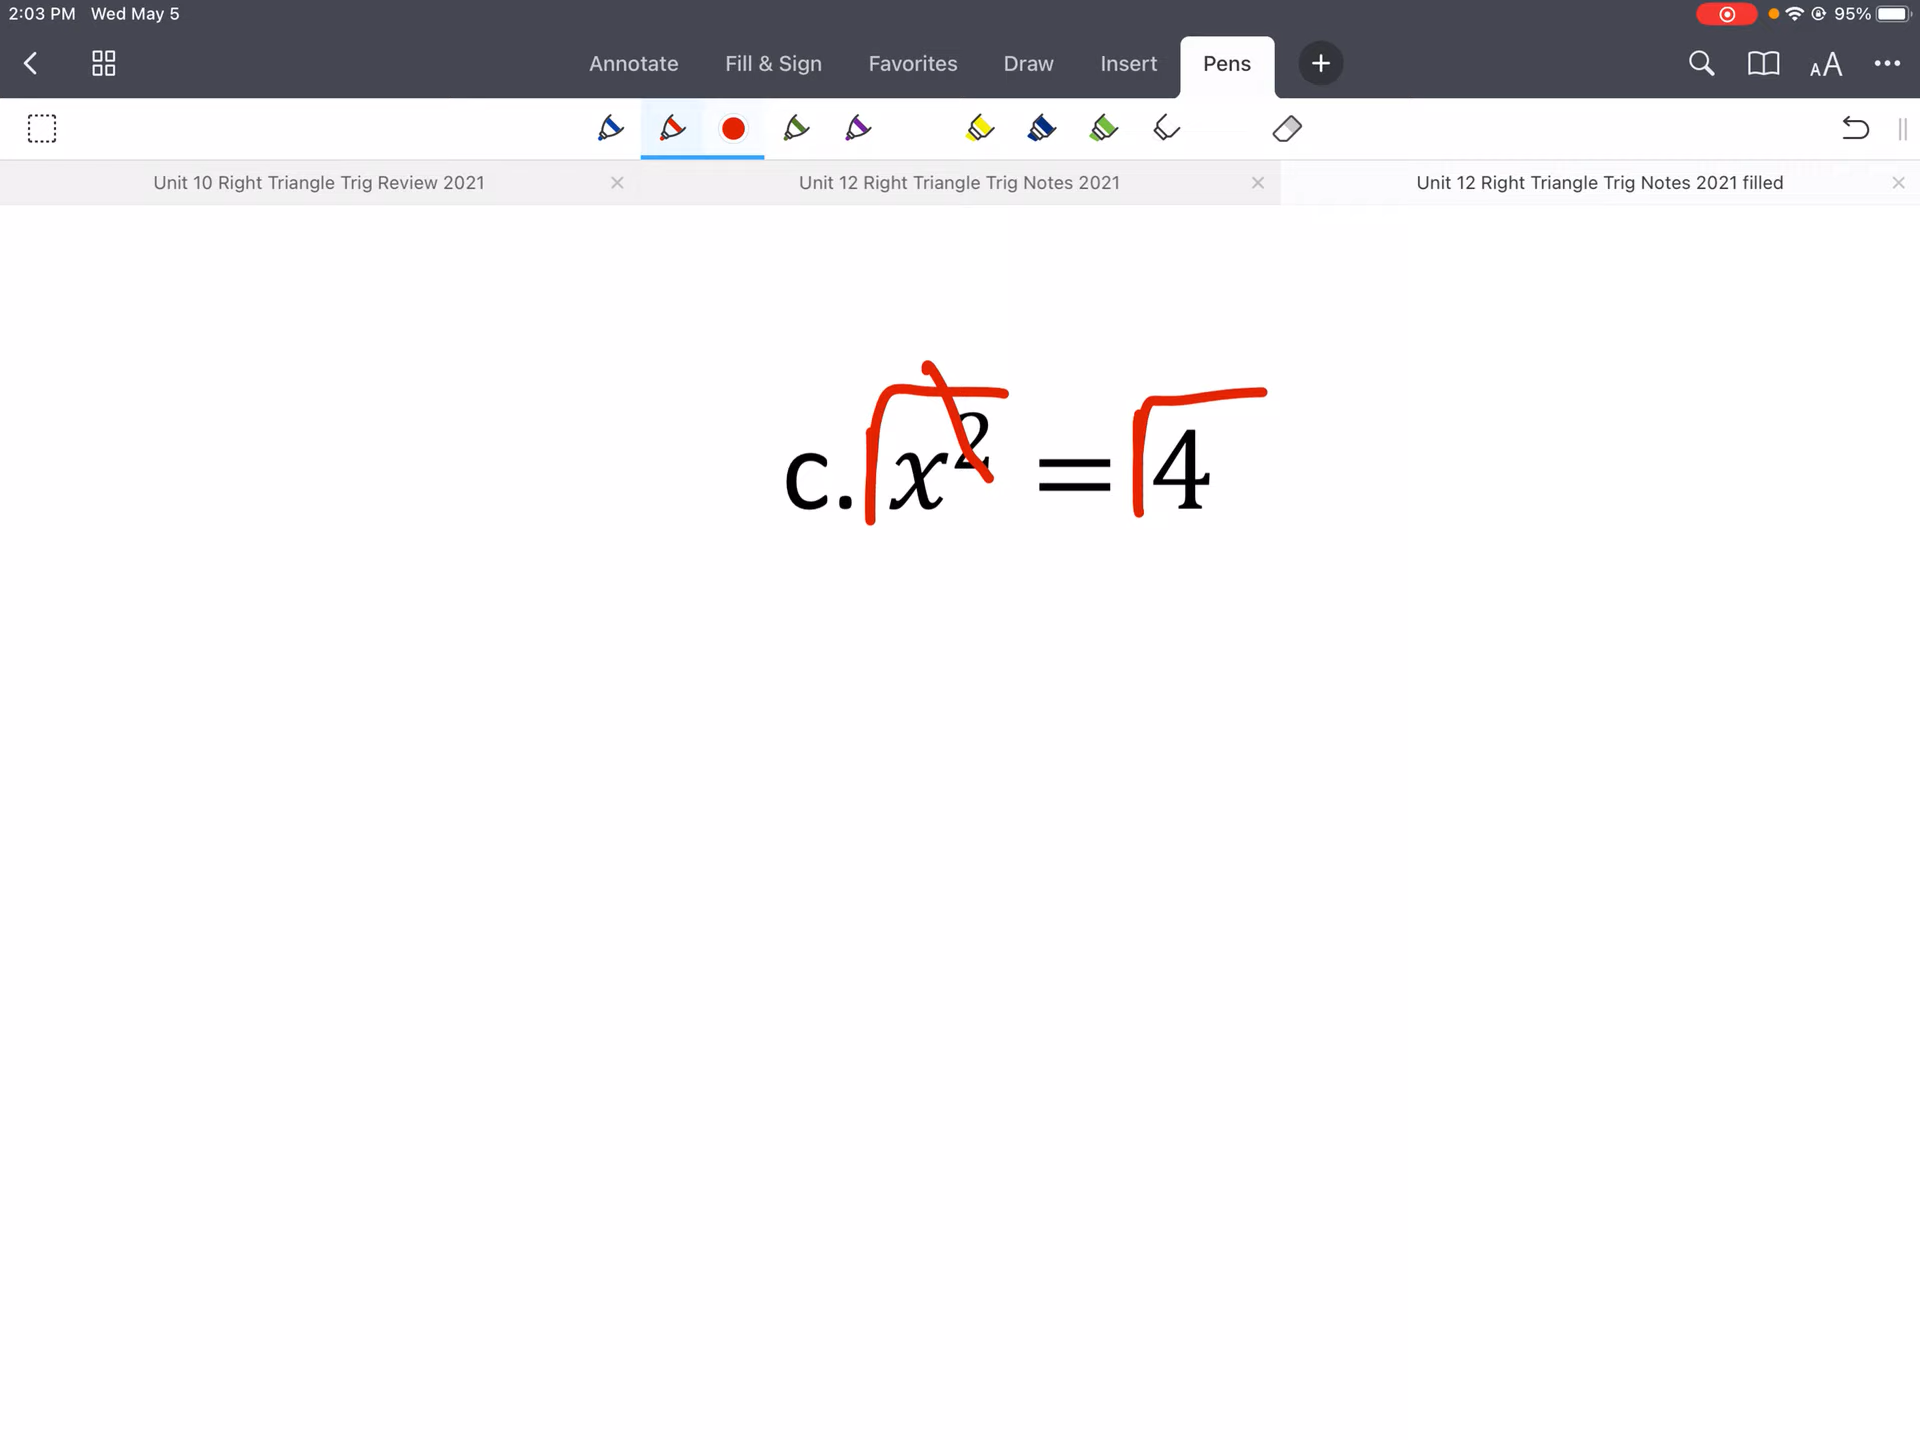 2:03 PM Wed May 5 95%
Annotate Fill & Sign Favorites Draw Insert Pens + AA
Unit 10 Right Triangle Trig Review 2021 × Unit 12 Right Triangle Trig Notes 2021 × Unit 12 Right Triangle Trig Notes 2021 filled ×
c. √x² = √4